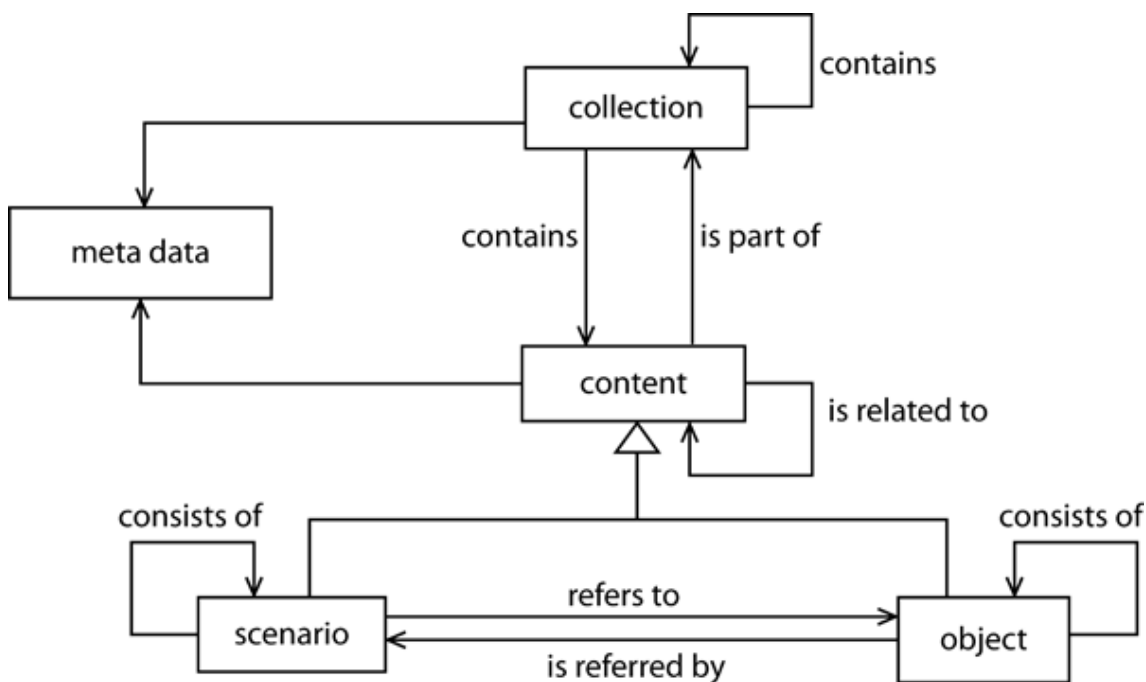 contains
collection
meta data
contains
is part of
content
is related to
consists of
consists of
refers to
scenario
object
is referred by